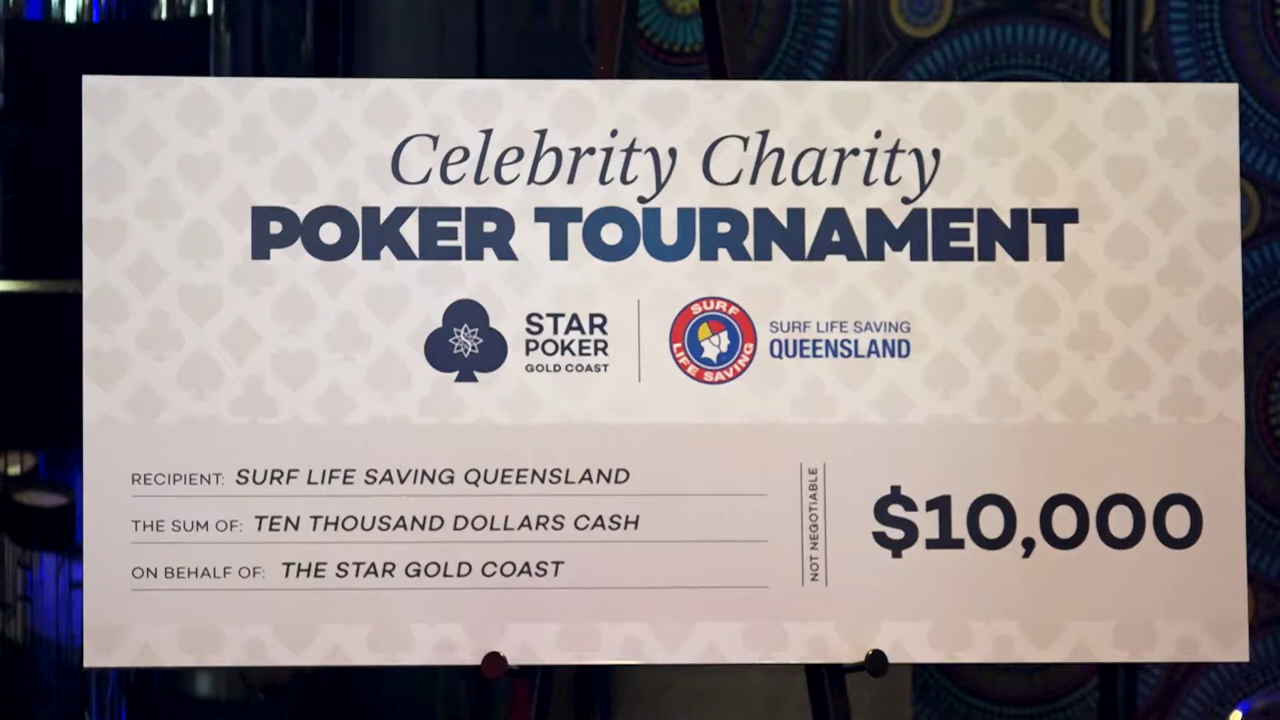 Celebrity Charity
POKER TOURNAMENT
STAR
POKER
GOLD COAST
SURF
LIFE SAVING
SURF LIFE SAVING
QUEENSLAND
RECIPIENT: SURF LIFE SAVING QUEENSLAND
THE SUM OF: TEN THOUSAND DOLLARS CASH
ON BEHALF OF: THE STAR GOLD COAST
NOT NEGOTIABLE
$10,000